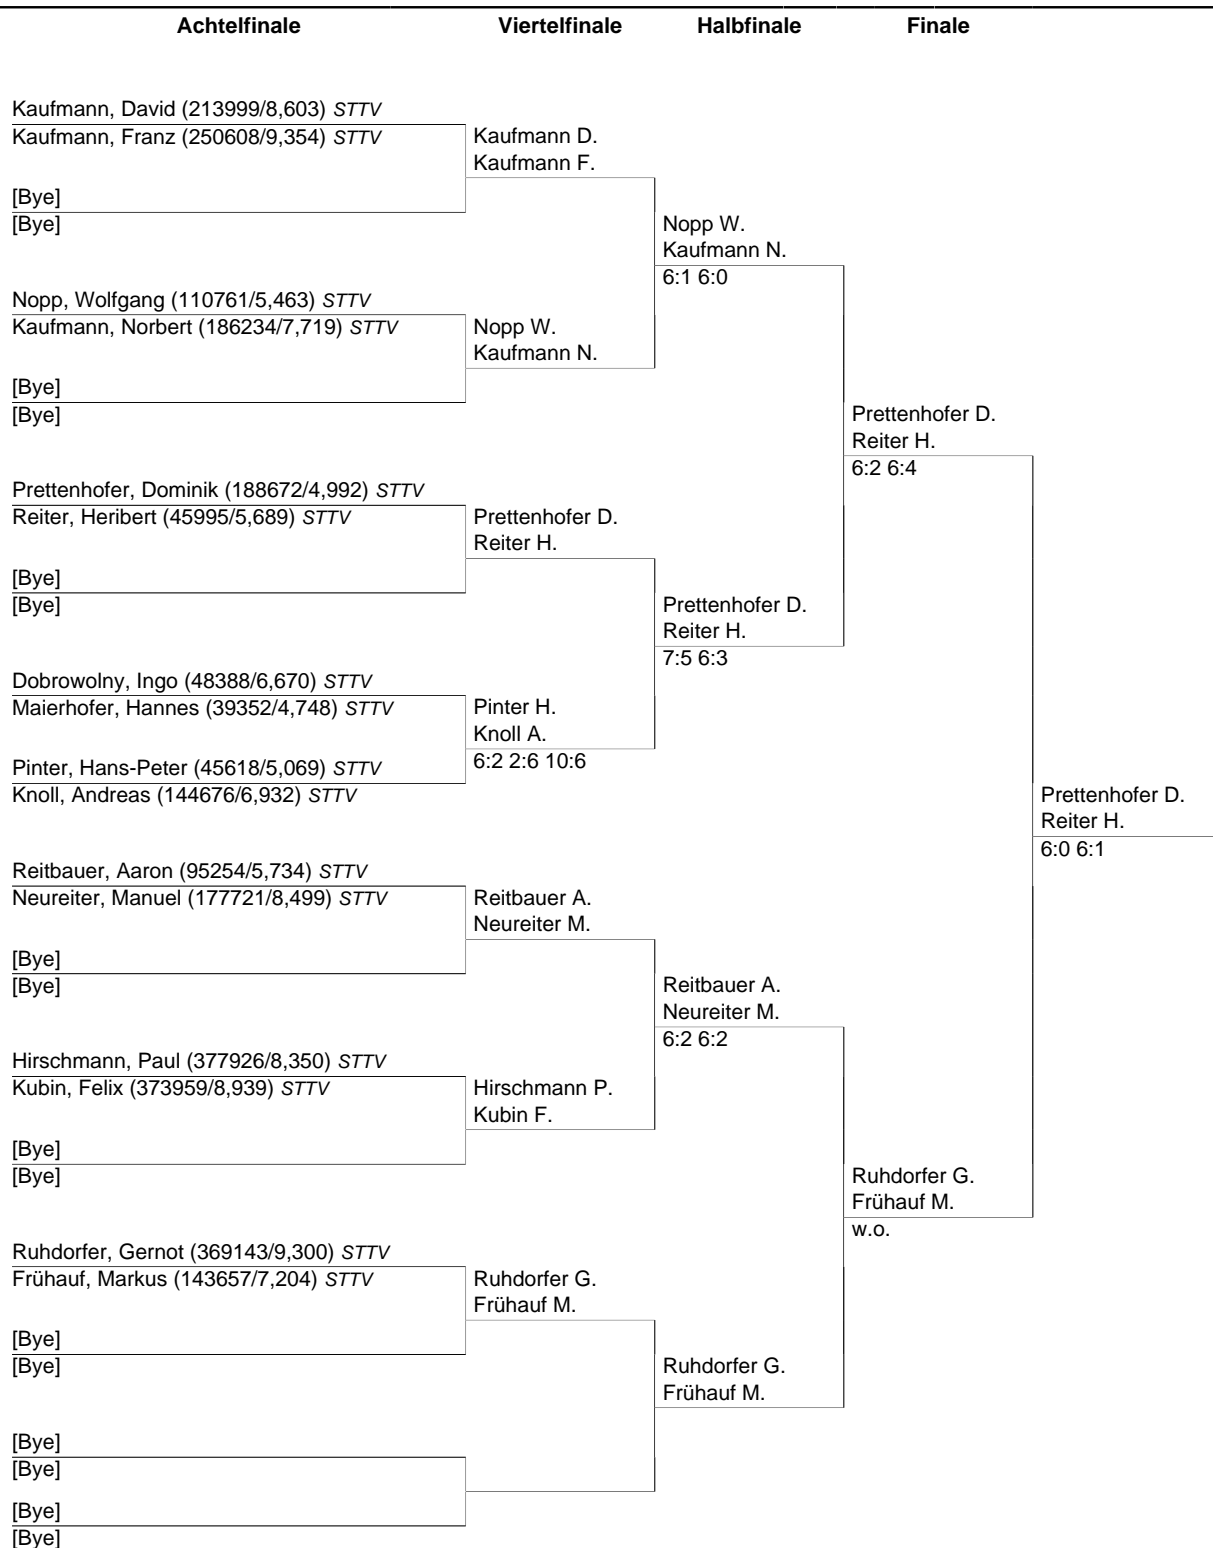 Achtelfinale Viertelfinale Halbfinale Finale
Kaufmann, David (213999/8,603) STTV
Kaufmann, Franz (250608/9,354) STTV
Kaufmann D.
Kaufmann F.
[Bye]
[Bye]
Nopp W.
Kaufmann N.
6:1 6:0
Nopp, Wolfgang (110761/5,463) STTV
Kaufmann, Norbert (186234/7,719) STTV
Nopp W.
Kaufmann N.
[Bye]
[Bye]
Prettenhofer D.
Reiter H.
6:2 6:4
Prettenhofer, Dominik (188672/4,992) STTV
Reiter, Heribert (45995/5,689) STTV
Prettenhofer D.
Reiter H.
[Bye]
[Bye]
Prettenhofer D.
Reiter H.
7:5 6:3
Dobrowolny, Ingo (48388/6,670) STTV
Maierhofer, Hannes (39352/4,748) STTV
Pinter H.
Knoll A.
6:2 2:6 10:6
Pinter, Hans-Peter (45618/5,069) STTV
Knoll, Andreas (144676/6,932) STTV
Prettenhofer D.
Reiter H.
6:0 6:1
Reitbauer, Aaron (95254/5,734) STTV
Neureiter, Manuel (177721/8,499) STTV
Reitbauer A.
Neureiter M.
[Bye]
[Bye]
Reitbauer A.
Neureiter M.
6:2 6:2
Hirschmann, Paul (377926/8,350) STTV
Kubin, Felix (373959/8,939) STTV
Hirschmann P.
Kubin F.
[Bye]
[Bye]
Ruhdorfer G.
Frühauf M.
w.o.
Ruhdorfer, Gernot (369143/9,300) STTV
Frühauf, Markus (143657/7,204) STTV
Ruhdorfer G.
Frühauf M.
[Bye]
[Bye]
Ruhdorfer G.
Frühauf M.
[Bye]
[Bye]
[Bye]
[Bye]